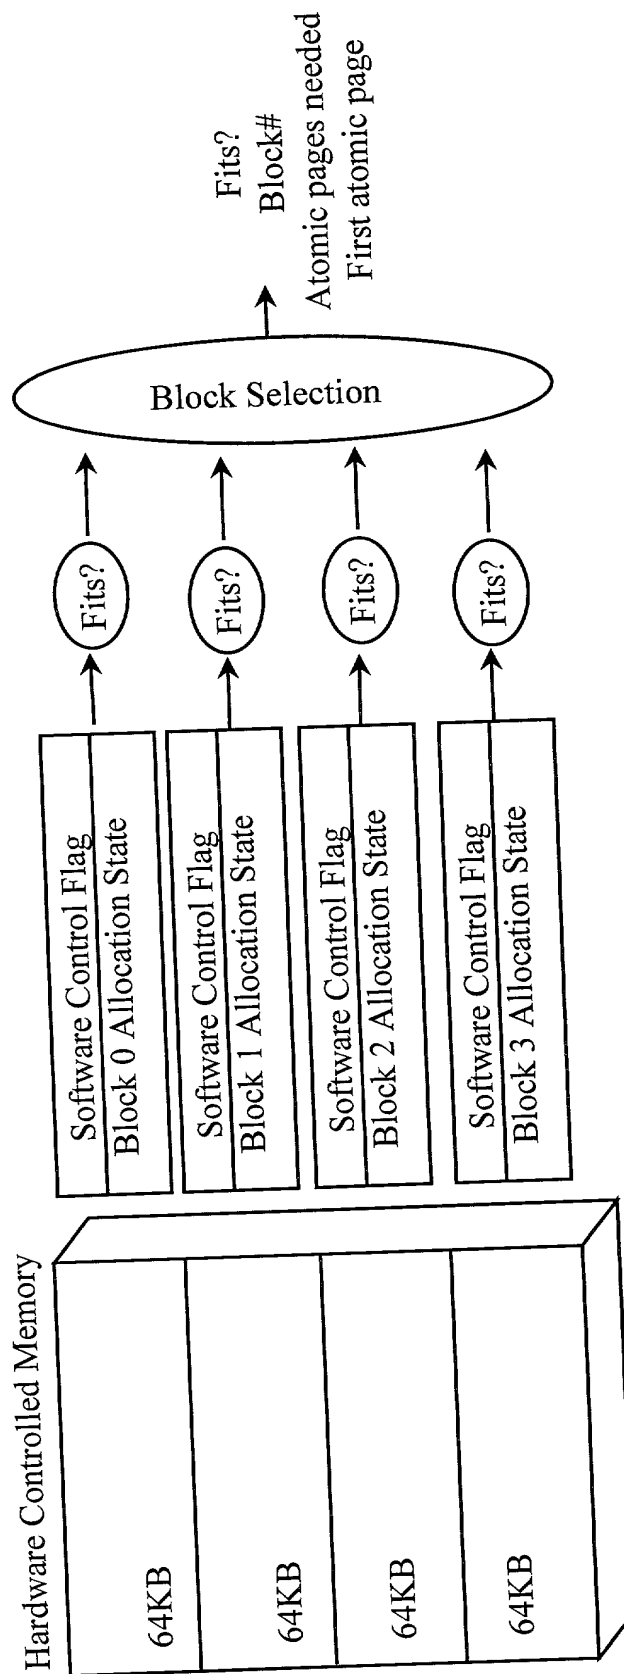 Hardware Controlled Memory
64KB
64KB
64KB
64KB
Software Control Flag
Block 0 Allocation State
Software Control Flag
Block 1 Allocation State
Software Control Flag
Block 2 Allocation State
Software Control Flag
Block 3 Allocation State
Fits?
Fits?
Fits?
Fits?
Block Selection
Fits?
Block#
Atomic pages needed
First atomic page